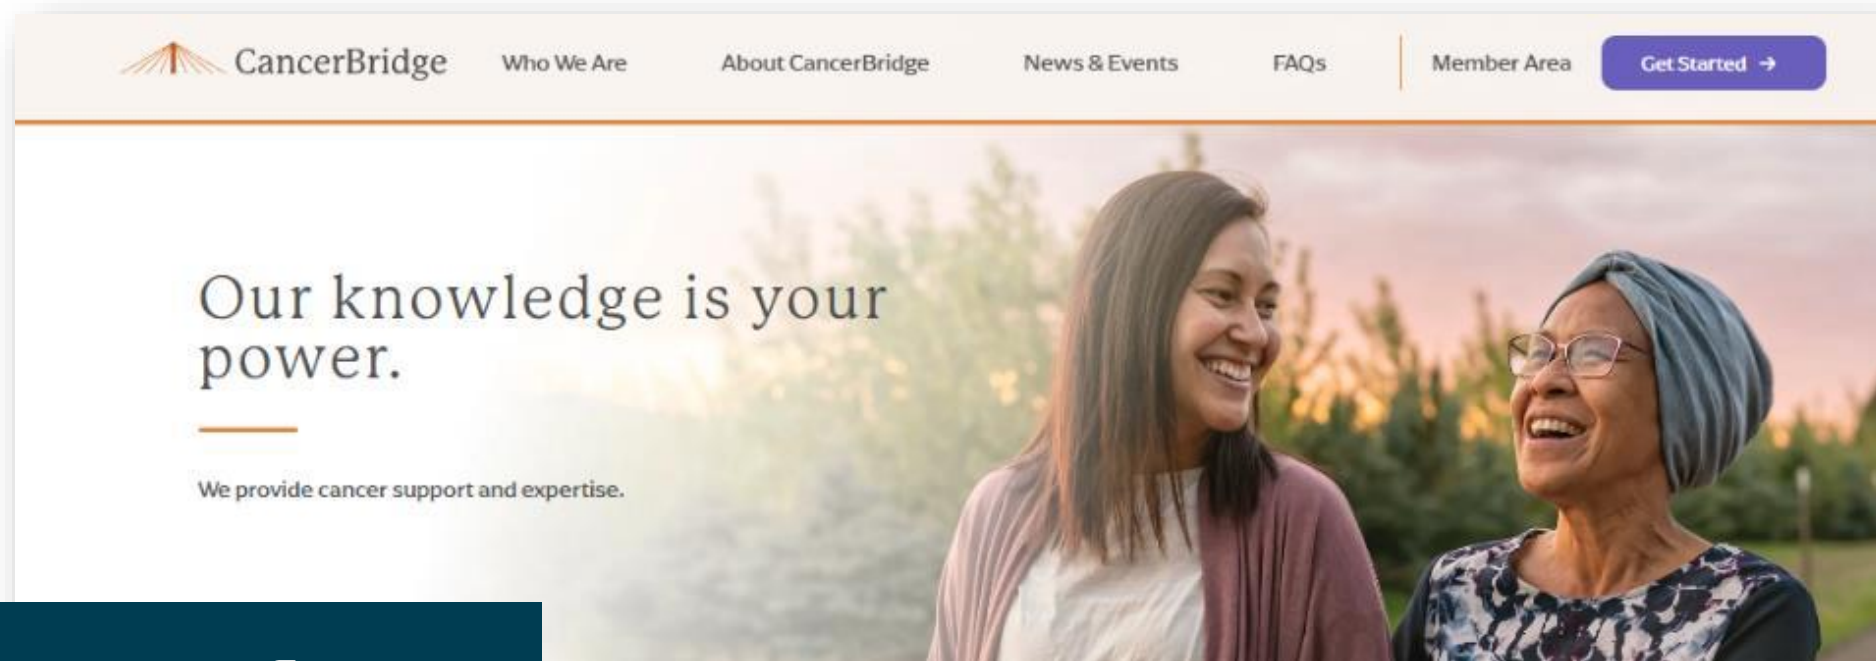 CancerBridge
Who We Are
About CancerBridge
News & Events
FAQs
Member Area
Get Started →
Our knowledge is your
power.
We provide cancer support and expertise.